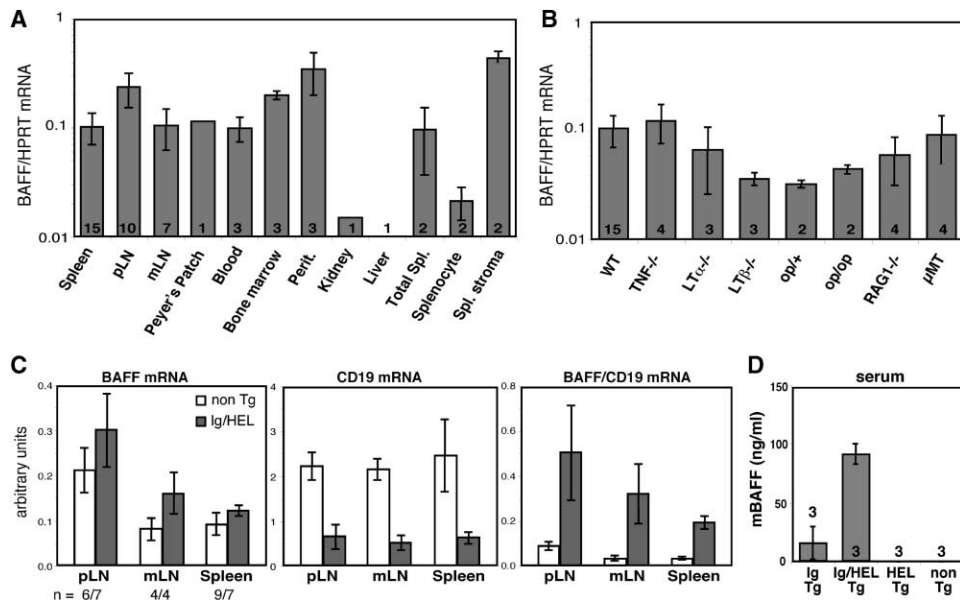 A
BAFF/HPRT mRNA
1
0.1
0.01
15 10 7 1 3 3 3 1 1 2 2 2
Spleen
pLN
mLN
Peyer's Patch
Blood
Bone marrow
Perit.
Kidney
Liver
Total Spl.
Splenocyte
Spl. stroma
B
BAFF/HPRT mRNA
1
0.1
0.01
15 4 3 3 2 2 4 4
WT
TNF-/-
LTα-/-
LTβ-/-
op/+
op/op
RAG1-/-
µMT
C
BAFF mRNA
arbitrary units
0.4
0.3
0.2
0.1
0.0
non Tg
Ig/HEL
pLN mLN Spleen
n = 6/7 4/4 9/7
CD19 mRNA
4
3
2
1
0
pLN mLN Spleen
BAFF/CD19 mRNA
0.8
0.6
0.4
0.2
0.0
pLN mLN Spleen
D
serum
mBAFF (ng/ml)
150
100
50
0
3 3 3 3
Ig Ig/HEL HEL non
Tg Tg Tg Tg